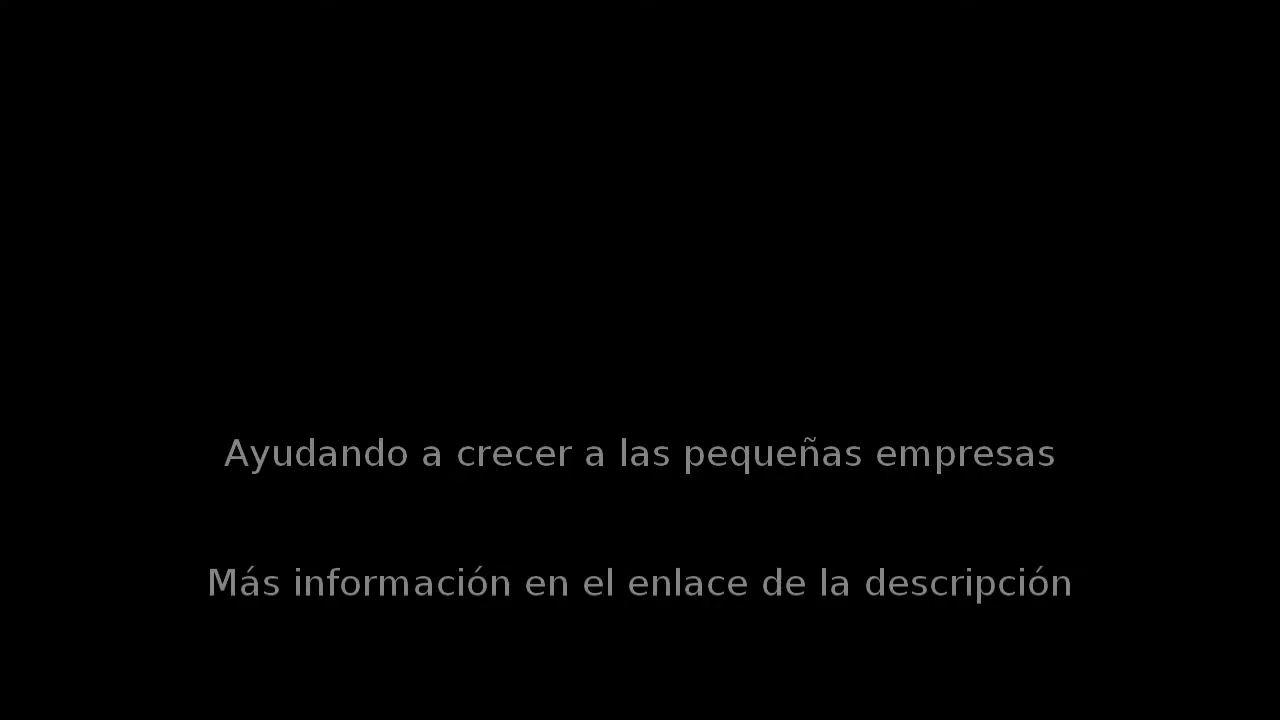 Ayudando a crecer a las pequeñas empresas
Más información en el enlace de la descripción